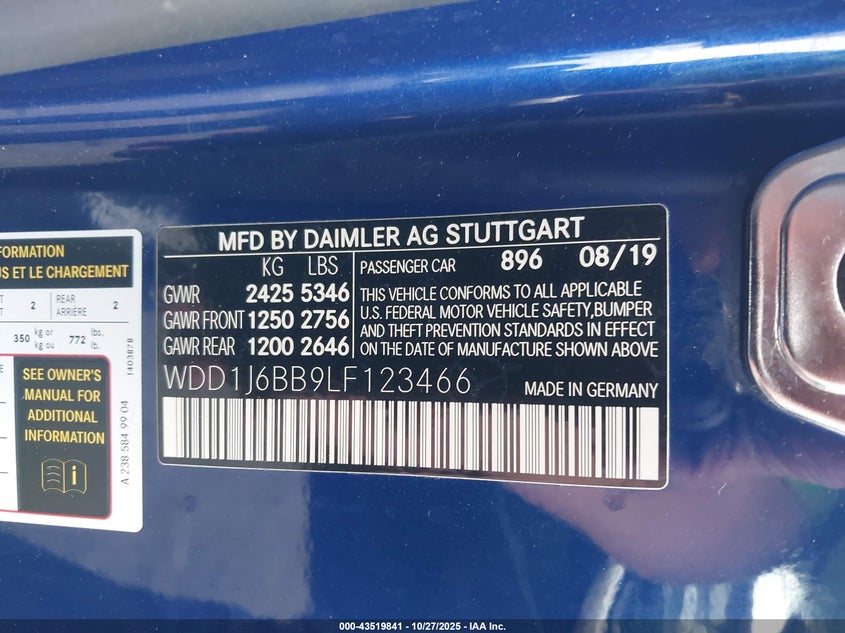 FORMATION
US ET LE CHARGEMENT
2 REAR ARRIÈRE 2
350 kg or kg ou 772 lbs. lb.
SEE OWNER'S
MANUAL FOR
ADDITIONAL
INFORMATION
1403878
A 238 584 99 04
MFD BY DAIMLER AG STUTTGART
KG LBS PASSENGER CAR 896 08/19
GWR 2425 5346
GAWR FRONT 1250 2756
GAWR REAR 1200 2646
THIS VEHICLE CONFORMS TO ALL APPLICABLE
U.S. FEDERAL MOTOR VEHICLE SAFETY, BUMPER
AND THEFT PREVENTION STANDARDS IN EFFECT
ON THE DATE OF MANUFACTURE SHOWN ABOVE.
WDD1J6BB9LF123466 MADE IN GERMANY
000-43519841 - 10/27/2025 - IAA Inc.